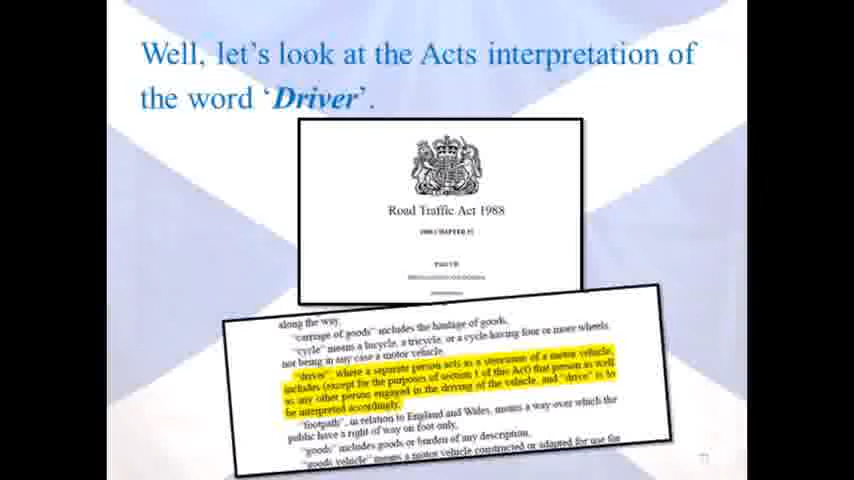 Well, let's look at the Acts interpretation of
the word 'Driver'.
Road Traffic Act 1988
1988 CHAPTER 52
PART VII
along the way.
"carriage of goods" includes the haulage of goods,
"cycle" means a bicycle, a tricycle, or a cycle having four or more wheels,
not being in any case a motor vehicle,
"driver", where a separate person acts as a steersman of a motor vehicle,
includes (except for the purposes of section 1 of this Act) that person as well
as any other person engaged in the driving of the vehicle, and "drive" is to
be interpreted accordingly,
"footpath", in relation to England and Wales, means a way over which the
public have a right of way on foot only,
"goods" includes goods or burden of any description,
"goods vehicle" means a motor vehicle constructed or adapted for use for